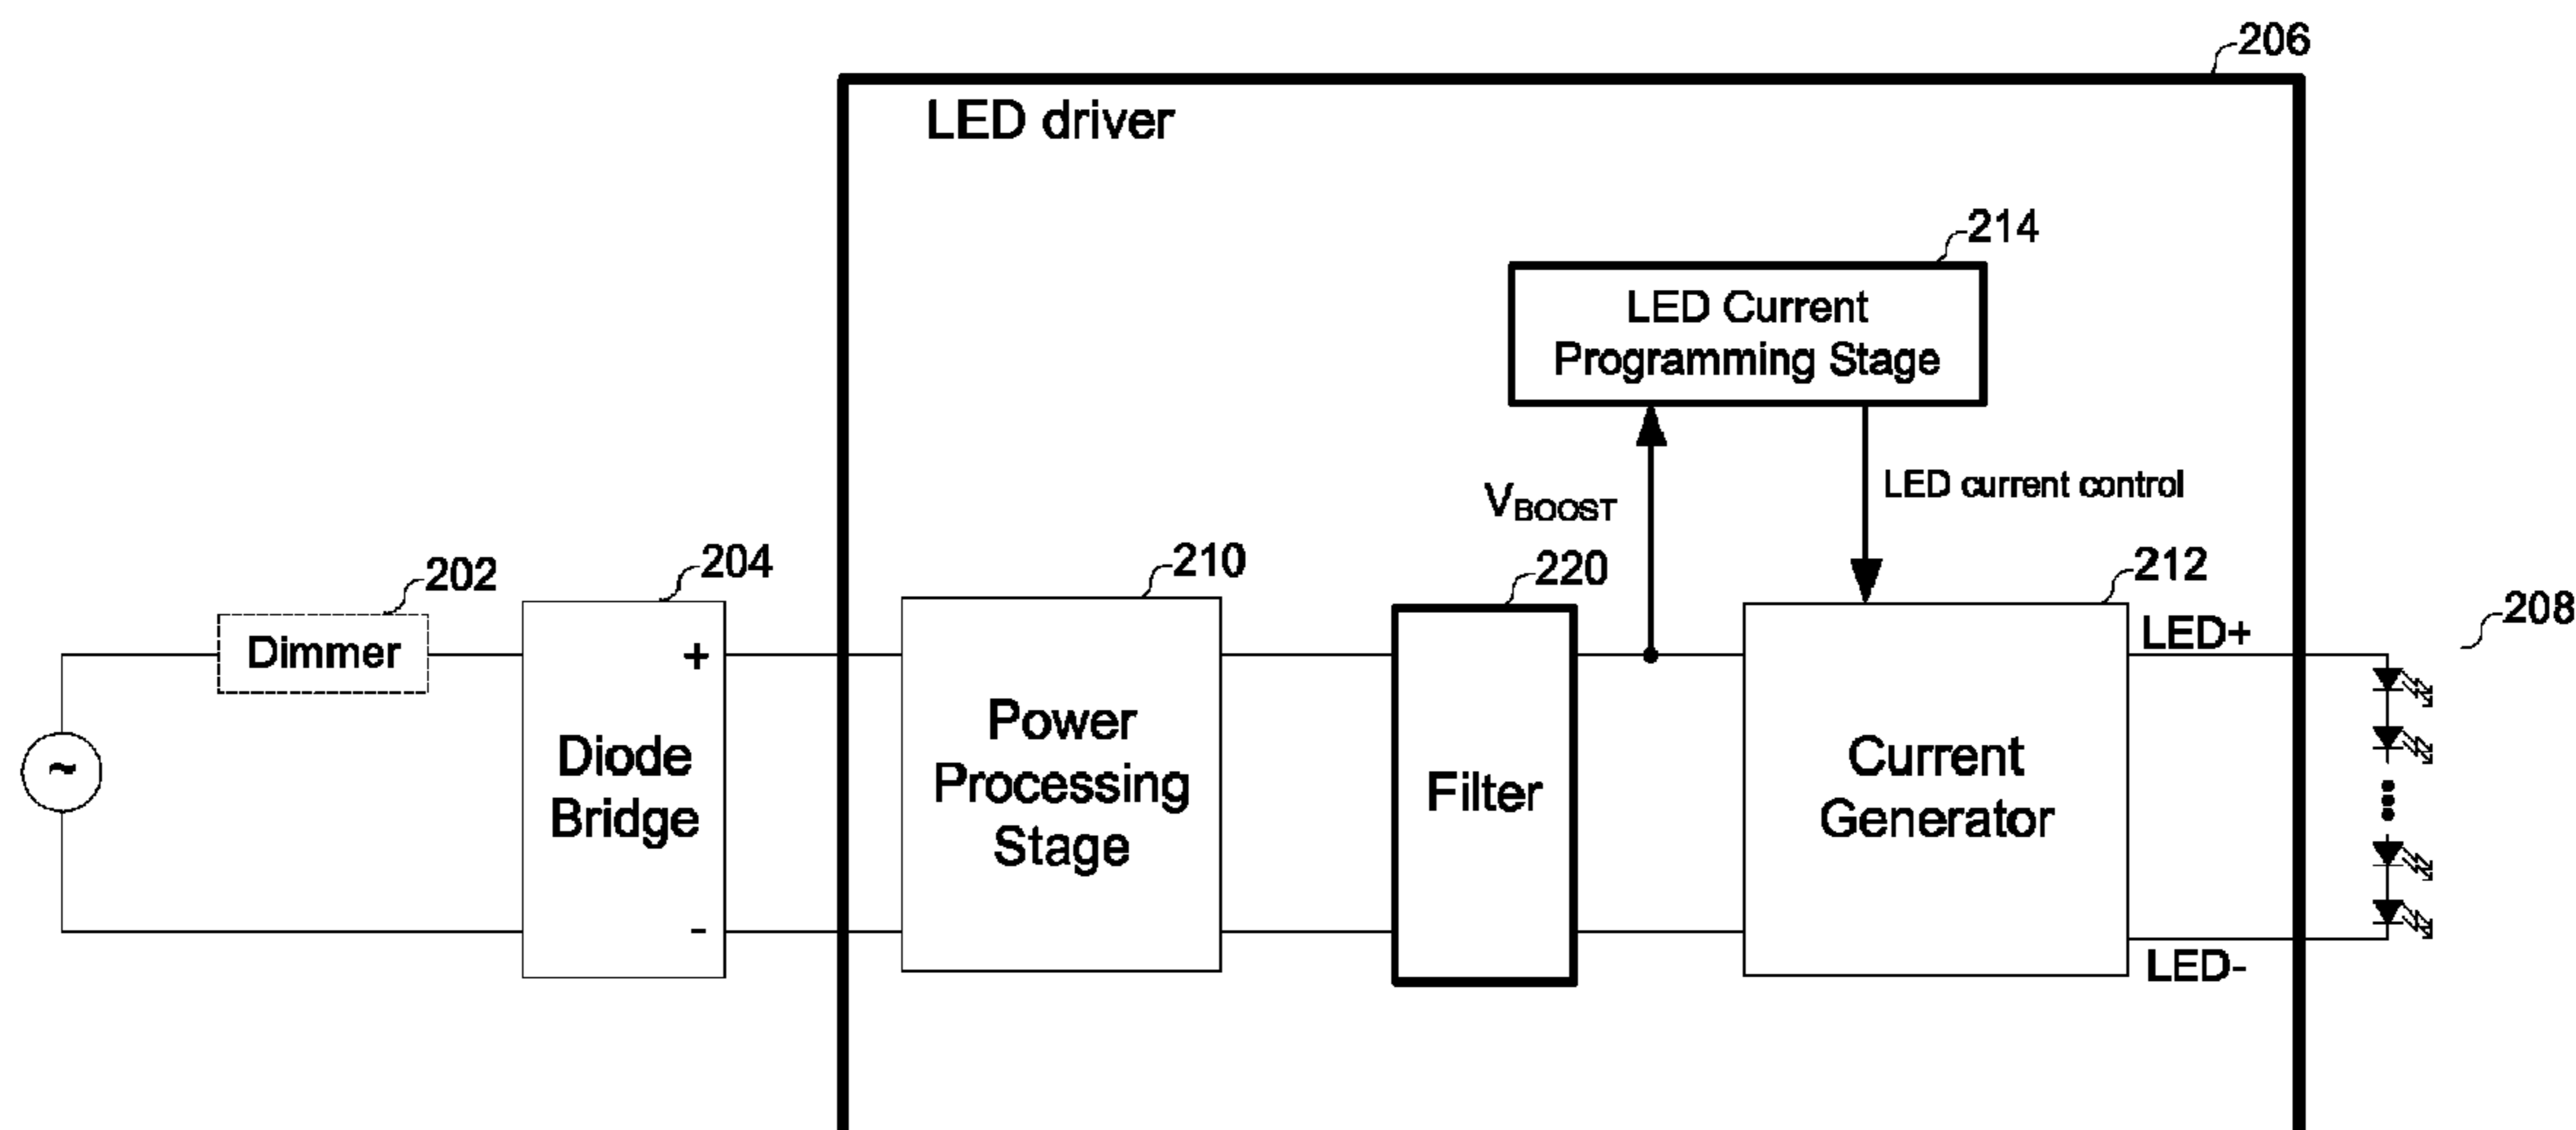 206
LED driver
214
LED Current
Programming Stage
V_BOOST
LED current control
202
204
210
220
212
208
Dimmer
+
LED+
~
Diode
Bridge
Power
Processing
Stage
Filter
Current
Generator
-
LED-